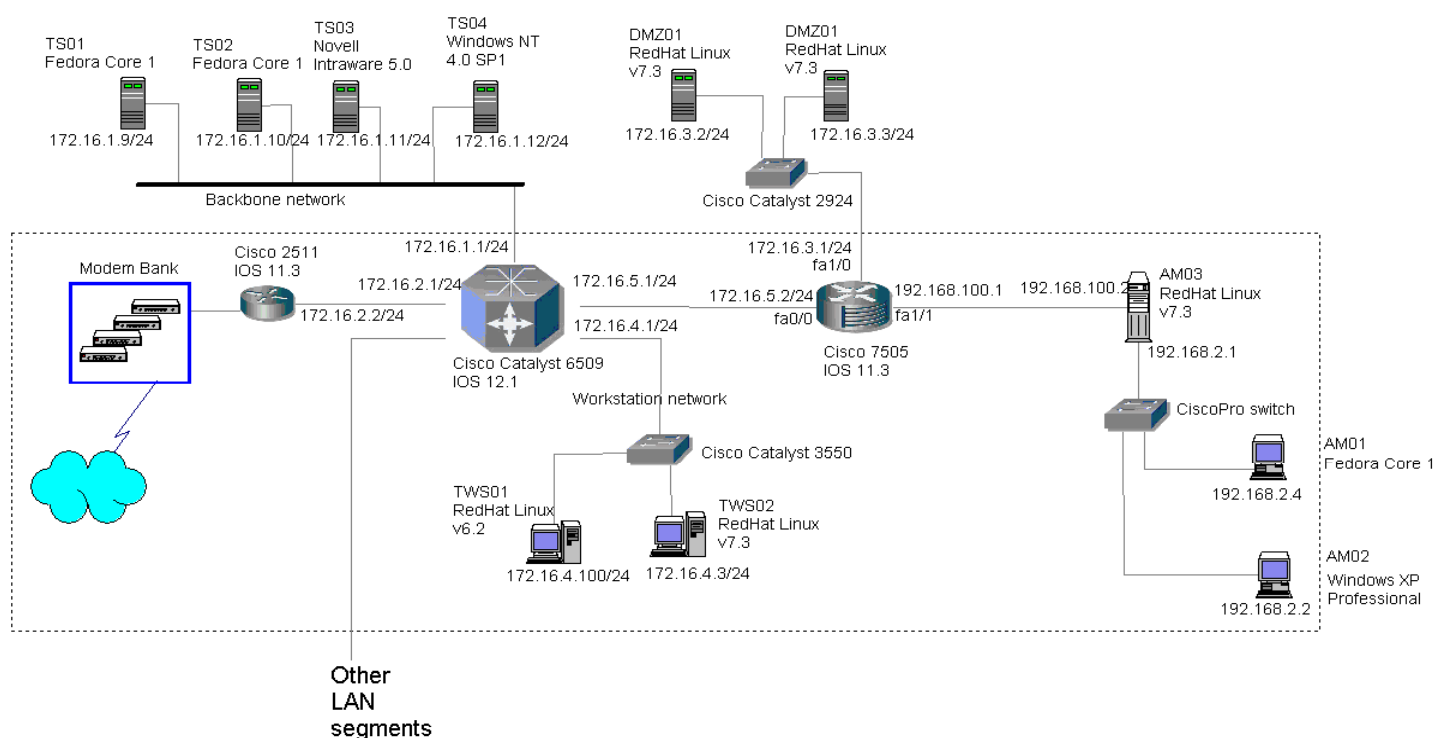 TS01
Fedora Core 1
172.16.1.9/24
TS02
Fedora Core 1
172.16.1.10/24
TS03
Novell
Intraware 5.0
172.16.1.11/24
TS04
Windows NT
4.0 SP1
172.16.1.12/24
Backbone network
DMZ01
RedHat Linux
v7.3
172.16.3.2/24
DMZ01
RedHat Linux
v7.3
172.16.3.3/24
Cisco Catalyst 2924
Modem Bank
Cisco 2511
IOS 11.3
172.16.2.2/24
172.16.1.1/24
172.16.2.1/24
172.16.5.1/24
172.16.4.1/24
Cisco Catalyst 6509
IOS 12.1
172.16.3.1/24
fa1/0
172.16.5.2/24
fa0/0
192.168.100.1
fa1/1
Cisco 7505
IOS 11.3
192.168.100.2
AM03
RedHat Linux
v7.3
192.168.2.1
CiscoPro switch
AM01
Fedora Core 1
192.168.2.4
AM02
Windows XP
Professional
192.168.2.2
Workstation network
Cisco Catalyst 3550
TWS01
RedHat Linux
v6.2
172.16.4.100/24
TWS02
RedHat Linux
v7.3
172.16.4.3/24
Other
LAN
segments